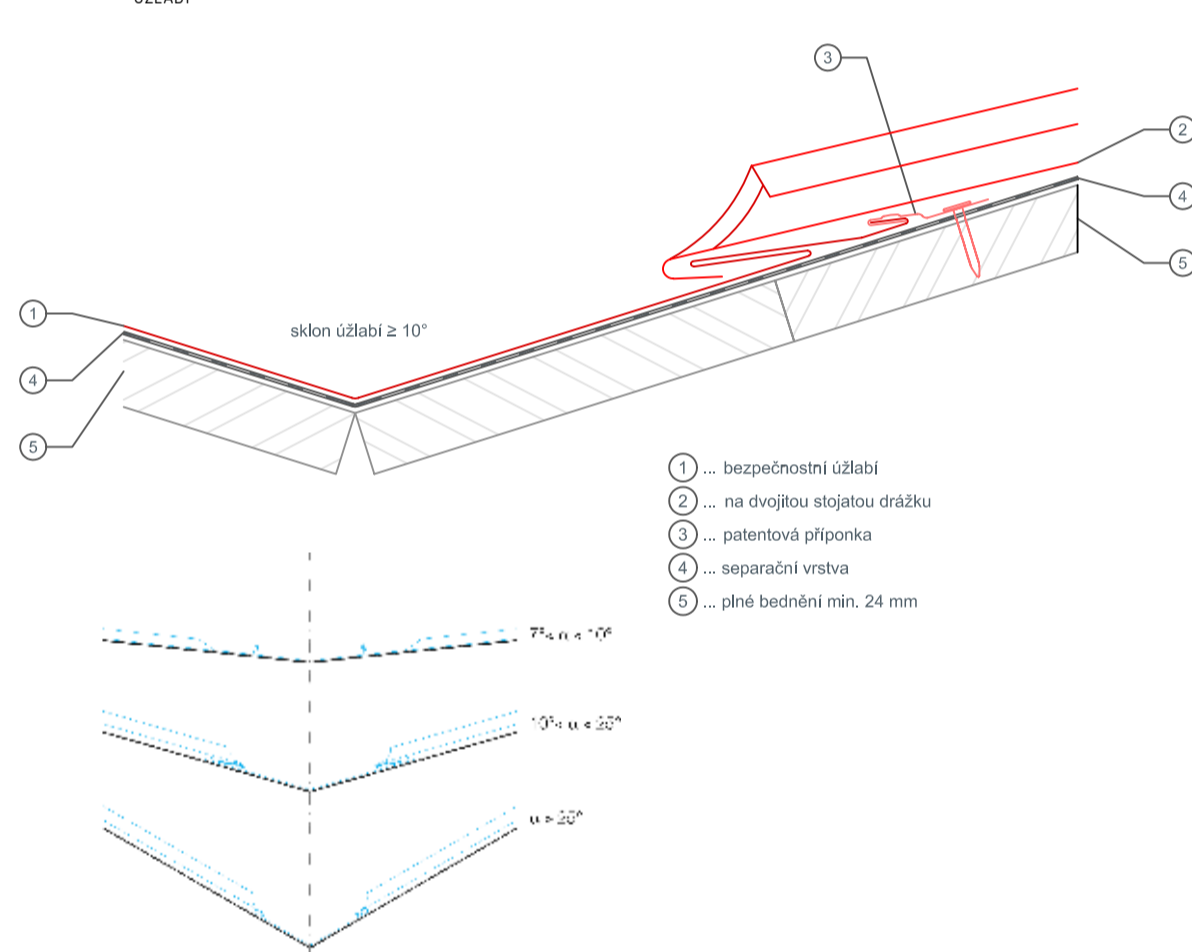 ÚŽLABÍ
3
2
4
5
1
sklon úžlabí ≥ 10°
4
5
1 ... bezpečnostní úžlabí
2 ... na dvojitou stojatou drážku
3 ... patentová příponka
4 ... separační vrstva
5 ... plné bednění min. 24 mm